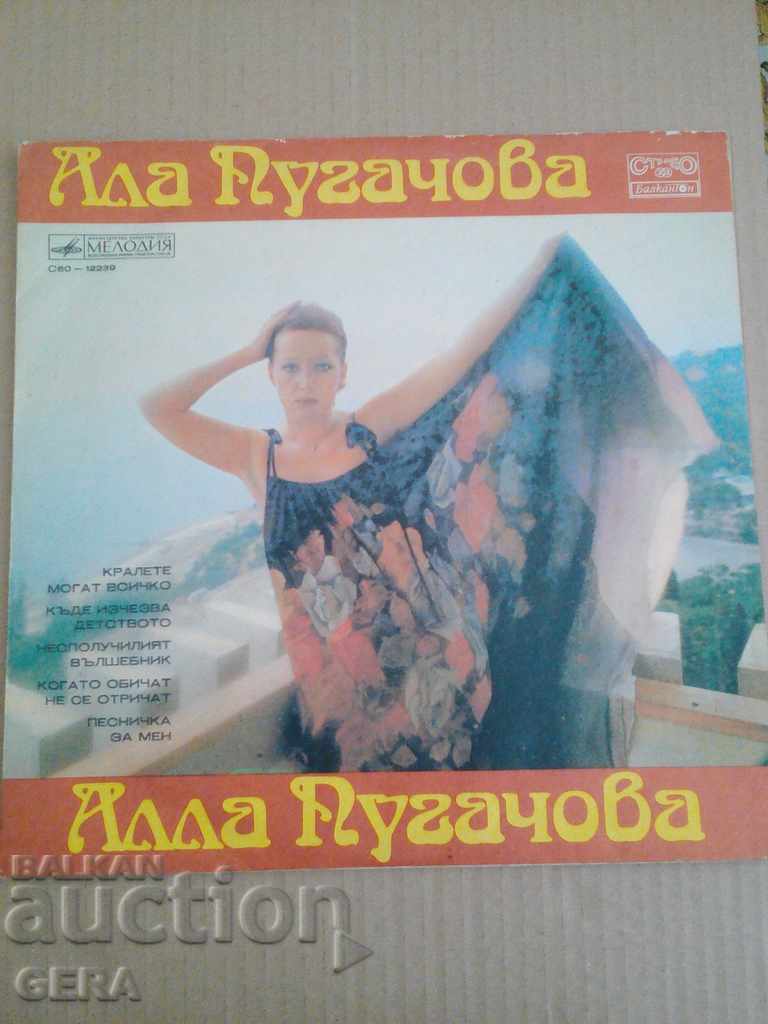 Ала Пугачова
СТЕРЕО
Балкантон
МЕЛОДИЯ
С60 – 12239
КРАЛЕТЕ
МОГАТ ВСИЧКО
КЪДЕ ИЗЧЕЗВА
ДЕТСТВОТО
НЕСПОЛУЧИЛИЯТ
ВЪЛШЕБНИК
КОГАТО ОБИЧАТ
НЕ СЕ ОТРИЧАТ
ПЕСНИЧКА
ЗА МЕН
Алла Пугачова
BALKAN
auction
GERA